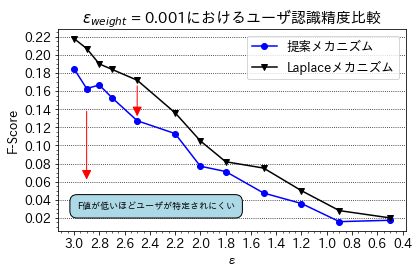 ε_weight = 0.001におけるユーザ認識精度比較
提案メカニズム
Laplaceメカニズム
F-Score
0.22
0.20
0.18
0.16
0.14
0.12
0.10
0.08
0.06
0.04
0.02
F値が低いほどユーザが特定されにくい
3.0 2.8 2.6 2.4 2.2 2.0 1.8 1.6 1.4 1.2 1.0 0.8 0.6 0.4
ε